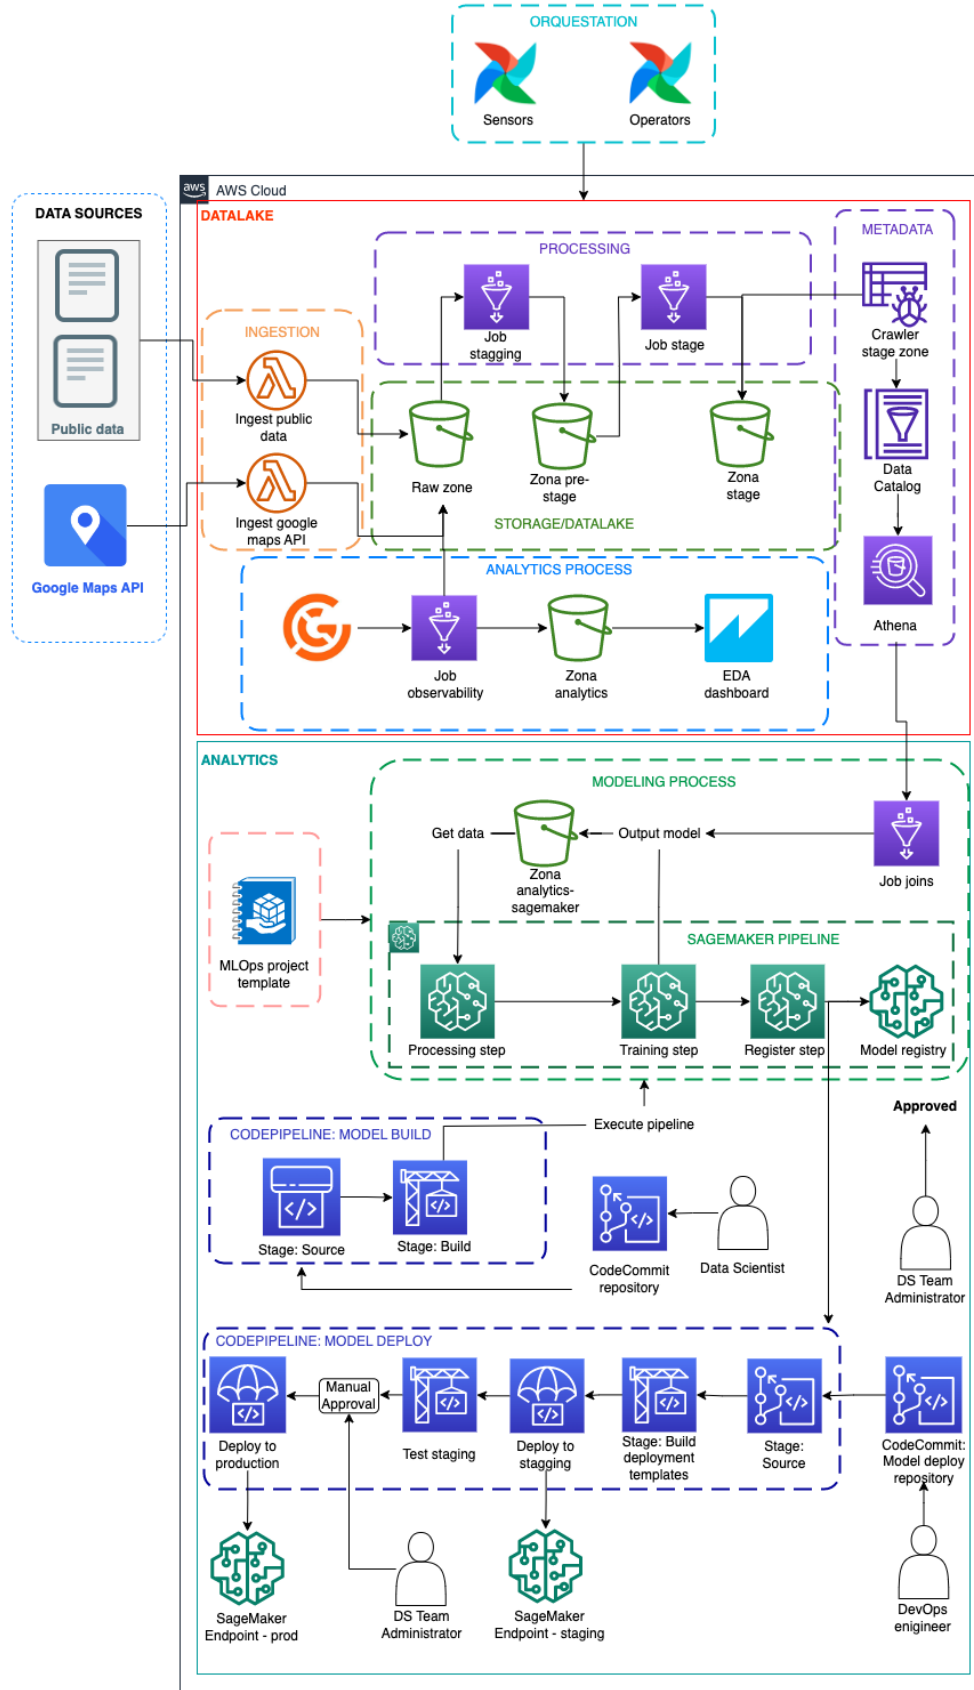 ORQUESTATION
Sensors
Operators
aws
AWS Cloud
DATA SOURCES
Public data
Google Maps API
DATALAKE
PROCESSING
Job
stagging
Job stage
METADATA
Crawler
stage zone
Data
Catalog
Athena
INGESTION
Ingest public
data
Ingest google
maps API
Raw zone
Zona pre-
stage
Zona
stage
STORAGE/DATALAKE
ANALYTICS PROCESS
Job
observability
Zona
analytics
EDA
dashboard
ANALYTICS
MODELING PROCESS
Get data
Output model
Zona
analytics-
sagemaker
Job joins
MLOps project
template
SAGEMAKER PIPELINE
Processing step
Training step
Register step
Model registry
Execute pipeline
Approved
CODEPIPELINE: MODEL BUILD
Stage: Source
Stage: Build
CodeCommit
repository
Data Scientist
DS Team
Administrator
CODEPIPELINE: MODEL DEPLOY
Deploy to
production
Manual
Approval
Test staging
Deploy to
stagging
Stage: Build
deployment
templates
Stage:
Source
CodeCommit:
Model deploy
repository
SageMaker
Endpoint - prod
DS Team
Administrator
SageMaker
Endpoint - staging
DevOps
enigineer